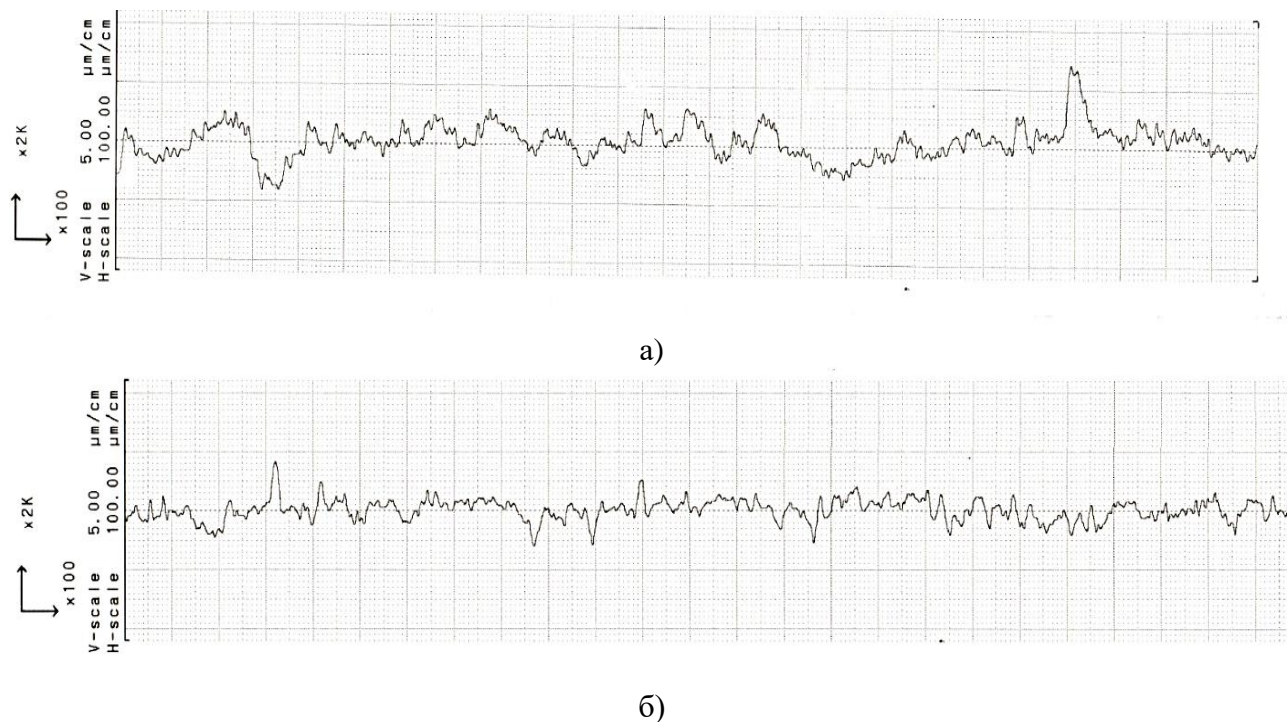 x2K
x100
5.00 µm/cm
100.00 µm/cm
V-scale
H-scale
а)
x2K
x100
5.00 µm/cm
100.00 µm/cm
V-scale
H-scale
б)